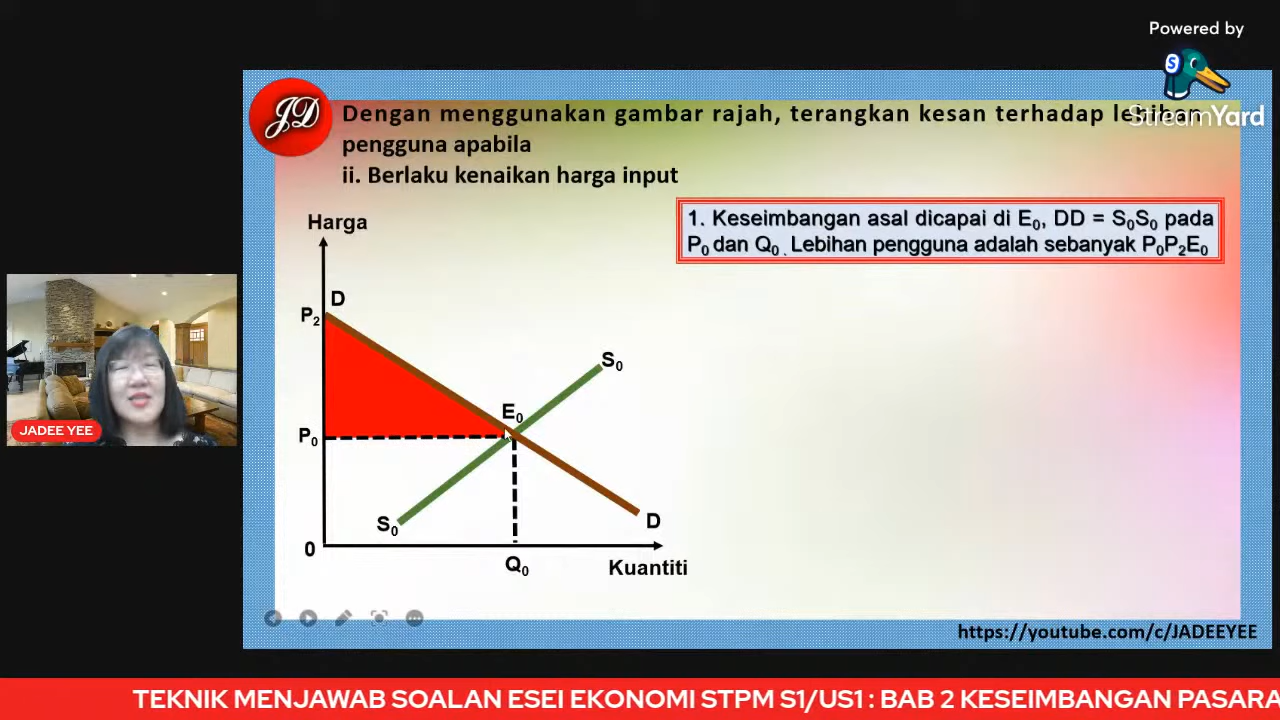 Powered by
S
StreamYard
JD
Dengan menggunakan gambar rajah, terangkan kesan terhadap lebihan
pengguna apabila
ii. Berlaku kenaikan harga input
1. Keseimbangan asal dicapai di E₀, DD = S₀S₀ pada
P₀ dan Q₀. Lebihan pengguna adalah sebanyak P₀P₂E₀
Harga
D
P₂
S₀
E₀
P₀
S₀
D
0
Q₀
Kuantiti
JADEE YEE
https://youtube.com/c/JADEEYEE
TEKNIK MENJAWAB SOALAN ESEI EKONOMI STPM S1/US1 : BAB 2 KESEIMBANGAN PASARA